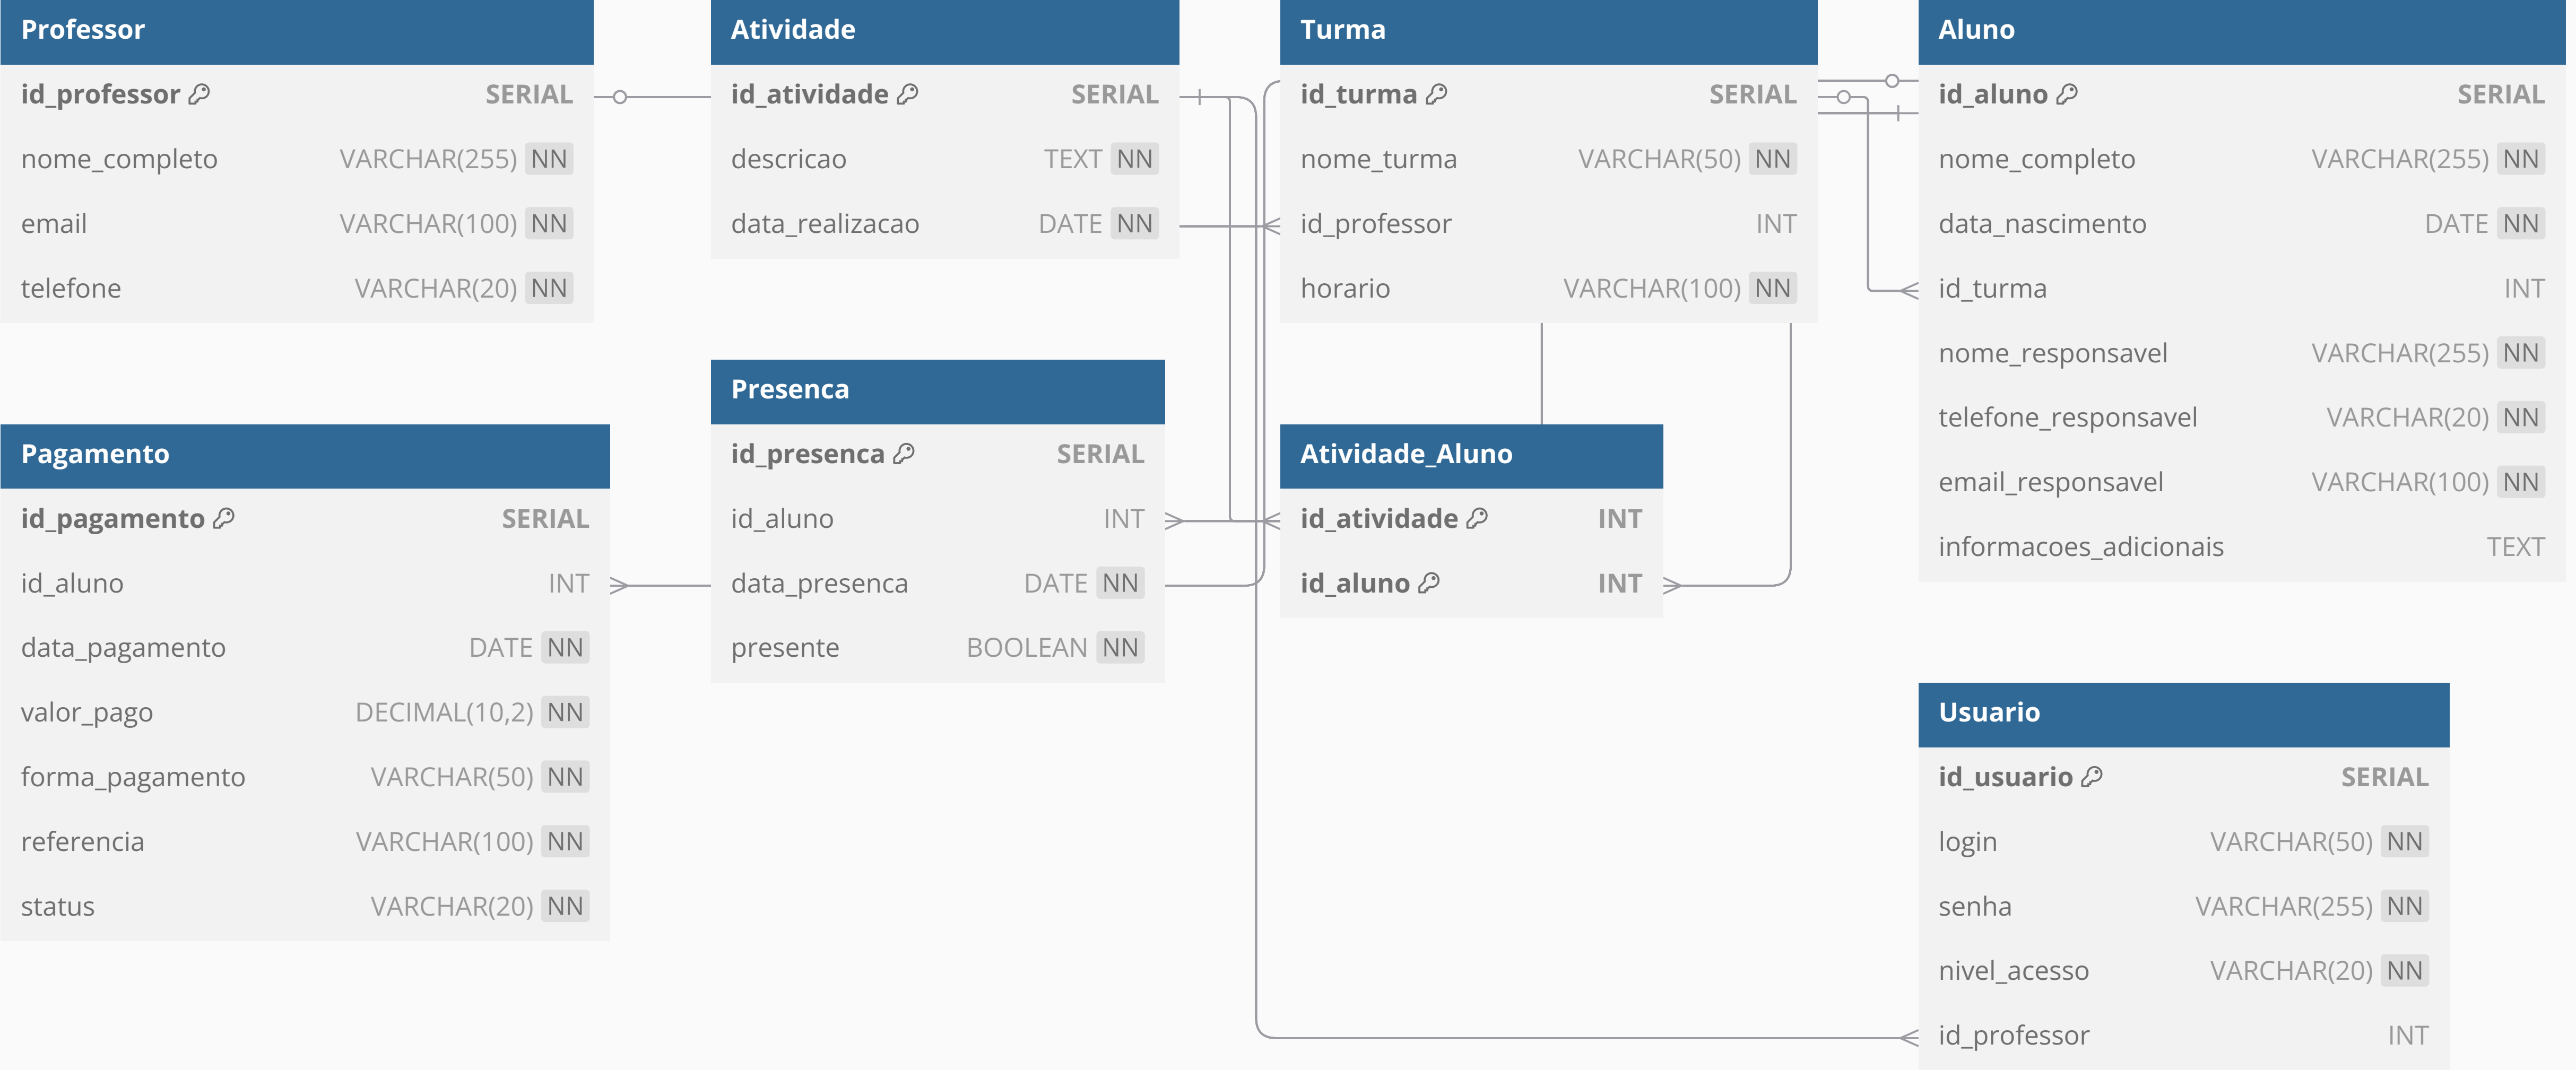 Professor
id_professor SERIAL
nome_completo VARCHAR(255) NN
email VARCHAR(100) NN
telefone VARCHAR(20) NN
Atividade
id_atividade SERIAL
descricao TEXT NN
data_realizacao DATE NN
Turma
id_turma SERIAL
nome_turma VARCHAR(50) NN
id_professor INT
horario VARCHAR(100) NN
Aluno
id_aluno SERIAL
nome_completo VARCHAR(255) NN
data_nascimento DATE NN
id_turma INT
nome_responsavel VARCHAR(255) NN
telefone_responsavel VARCHAR(20) NN
email_responsavel VARCHAR(100) NN
informacoes_adicionais TEXT
Pagamento
id_pagamento SERIAL
id_aluno INT
data_pagamento DATE NN
valor_pago DECIMAL(10,2) NN
forma_pagamento VARCHAR(50) NN
referencia VARCHAR(100) NN
status VARCHAR(20) NN
Presenca
id_presenca SERIAL
id_aluno INT
data_presenca DATE NN
presente BOOLEAN NN
Atividade_Aluno
id_atividade INT
id_aluno INT
Usuario
id_usuario SERIAL
login VARCHAR(50) NN
senha VARCHAR(255) NN
nivel_acesso VARCHAR(20) NN
id_professor INT